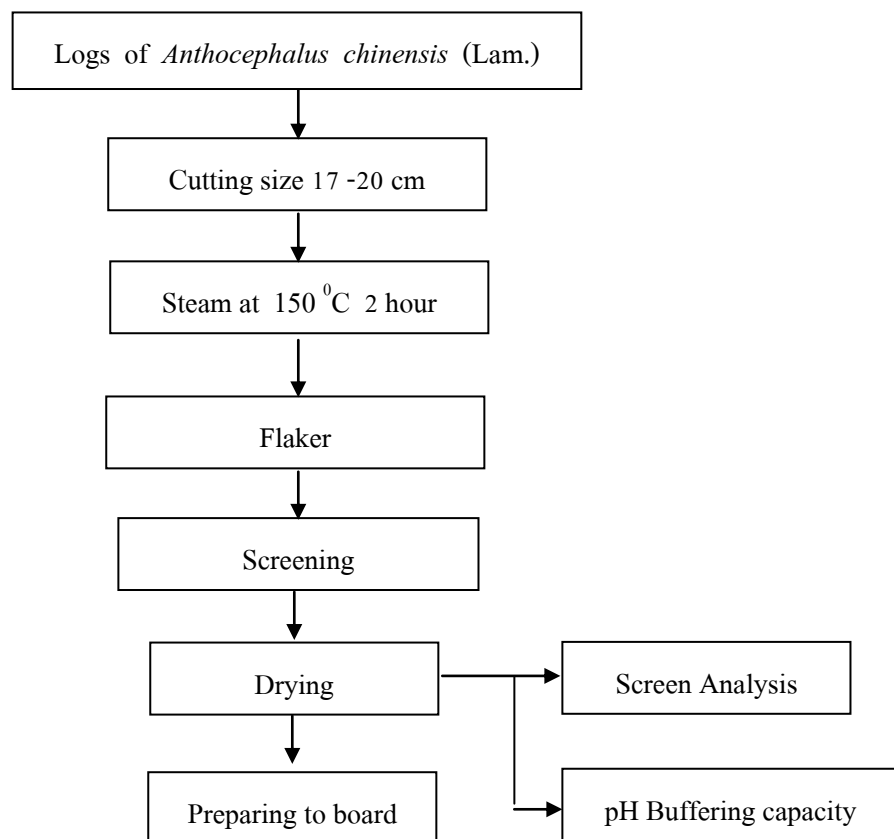 Logs of Anthocephalus chinensis (Lam.)
Cutting size 17 -20 cm
Steam at 150 ⁰C 2 hour
Flaker
Screening
Drying
Screen Analysis
Preparing to board
pH Buffering capacity